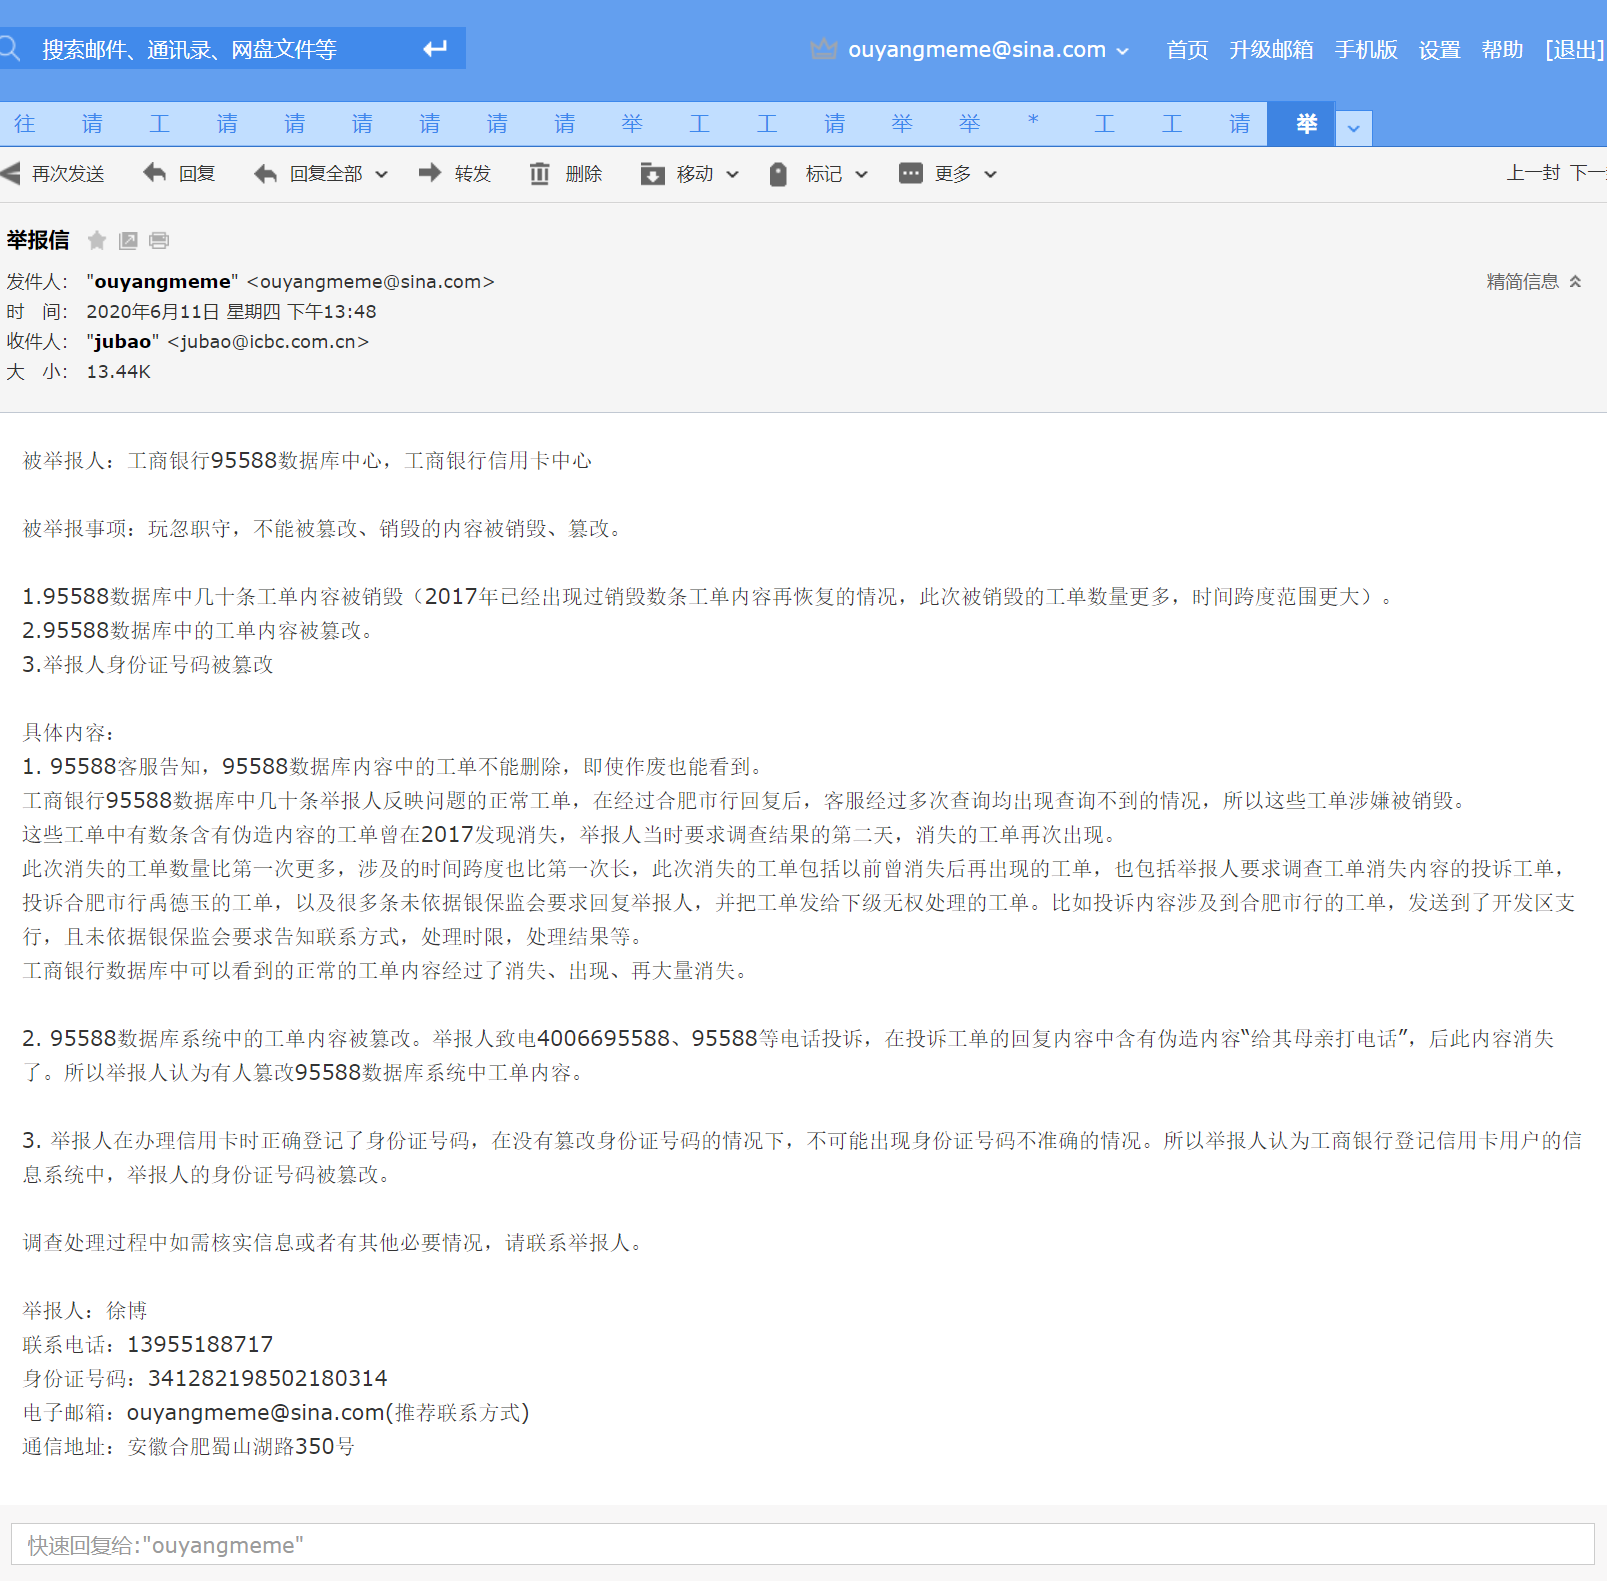 搜索邮件、通讯录、网盘文件等
ouyangmeme@sina.com 首页 升级邮箱 手机版 设置 帮助 [退出]
往 请 工 请 请 请 请 请 请 举 工 工 请 举 举 * 工 工 请 举
再次发送 回复 回复全部 转发 删除 移动 标记 更多 上一封 下一
举报信
发件人： "ouyangmeme" <ouyangmeme@sina.com> 精简信息
时 间： 2020年6月11日 星期四 下午13:48
收件人： "jubao" <jubao@icbc.com.cn>
大 小： 13.44K
被举报人：工商银行95588数据库中心，工商银行信用卡中心
被举报事项：玩忽职守，不能被篡改、销毁的内容被销毁、篡改。
1.95588数据库中几十条工单内容被销毁（2017年已经出现过销毁数条工单内容再恢复的情况，此次被销毁的工单数量更多，时间跨度范围更大）。
2.95588数据库中的工单内容被篡改。
3.举报人身份证号码被篡改
具体内容：
1. 95588客服告知，95588数据库内容中的工单不能删除，即使作废也能看到。
工商银行95588数据库中几十条举报人反映问题的正常工单，在经过合肥市行回复后，客服经过多次查询均出现查询不到的情况，所以这些工单涉嫌被销毁。
这些工单中有数条含有伪造内容的工单曾在2017发现消失，举报人当时要求调查结果的第二天，消失的工单再次出现。
此次消失的工单数量比第一次更多，涉及的时间跨度也比第一次长，此次消失的工单包括以前曾消失后再出现的工单，也包括举报人要求调查工单消失内容的投诉工单，
投诉合肥市行禹德玉的工单，以及很多条未依据银保监会要求回复举报人，并把工单发给下级无权处理的工单。比如投诉内容涉及到合肥市行的工单，发送到了开发区支
行，且未依据银保监会要求告知联系方式，处理时限，处理结果等。
工商银行数据库中可以看到的正常的工单内容经过了消失、出现、再大量消失。
2. 95588数据库系统中的工单内容被篡改。举报人致电4006695588、95588等电话投诉，在投诉工单的回复内容中含有伪造内容“给其母亲打电话”，后此内容消失
了。所以举报人认为有人篡改95588数据库系统中工单内容。
3. 举报人在办理信用卡时正确登记了身份证号码，在没有篡改身份证号码的情况下，不可能出现身份证号码不准确的情况。所以举报人认为工商银行登记信用卡用户的信
息系统中，举报人的身份证号码被篡改。
调查处理过程中如需核实信息或者有其他必要情况，请联系举报人。
举报人：徐博
联系电话：13955188717
身份证号码：341282198502180314
电子邮箱：ouyangmeme@sina.com(推荐联系方式)
通信地址：安徽合肥蜀山湖路350号
快速回复给:"ouyangmeme"